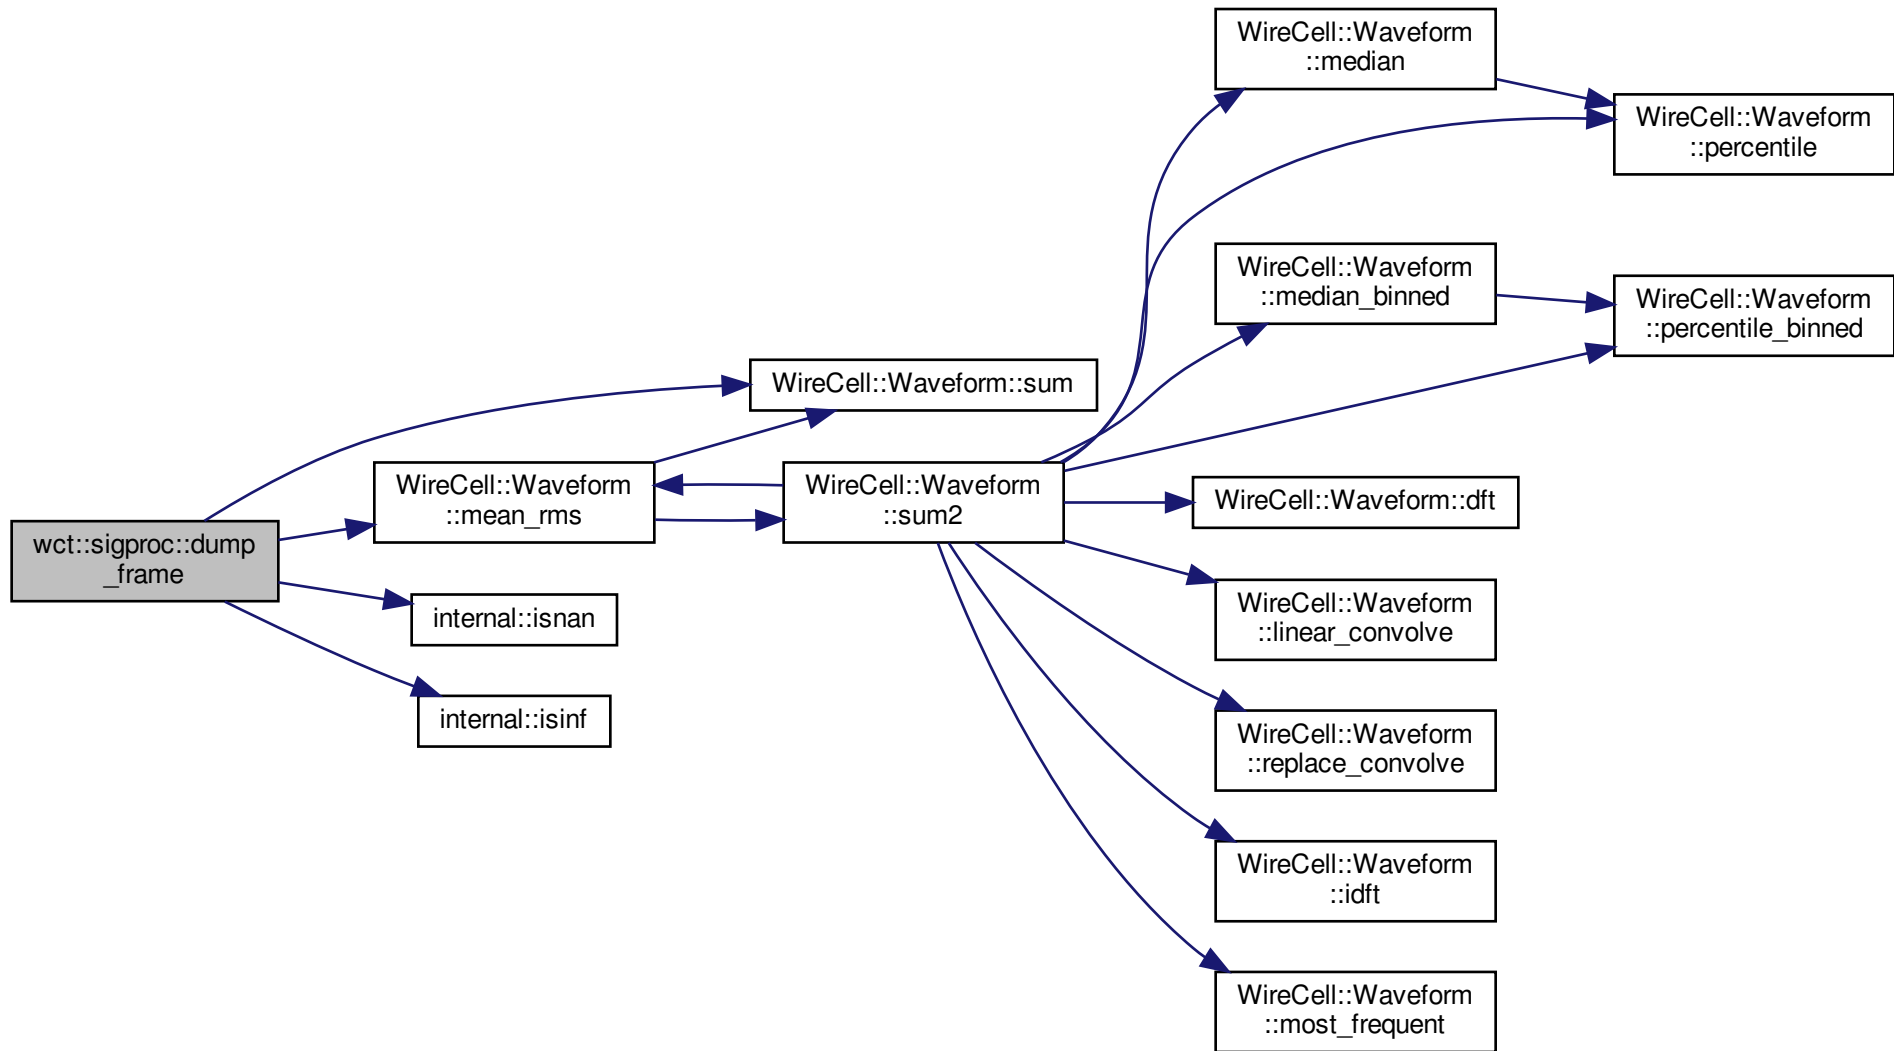 WireCell::Waveform
::median
WireCell::Waveform
::percentile
WireCell::Waveform
::median_binned
WireCell::Waveform
::percentile_binned
WireCell::Waveform::sum
WireCell::Waveform
::mean_rms
WireCell::Waveform
::sum2
WireCell::Waveform::dft
wct::sigproc::dump
_frame
internal::isnan
WireCell::Waveform
::linear_convolve
internal::isinf
WireCell::Waveform
::replace_convolve
WireCell::Waveform
::idft
WireCell::Waveform
::most_frequent